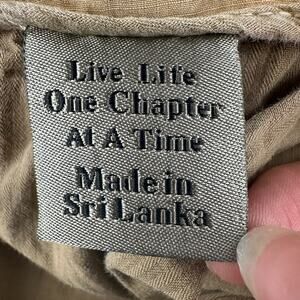 Live Life
One Chapter
At A Time
Made in
Sri Lanka